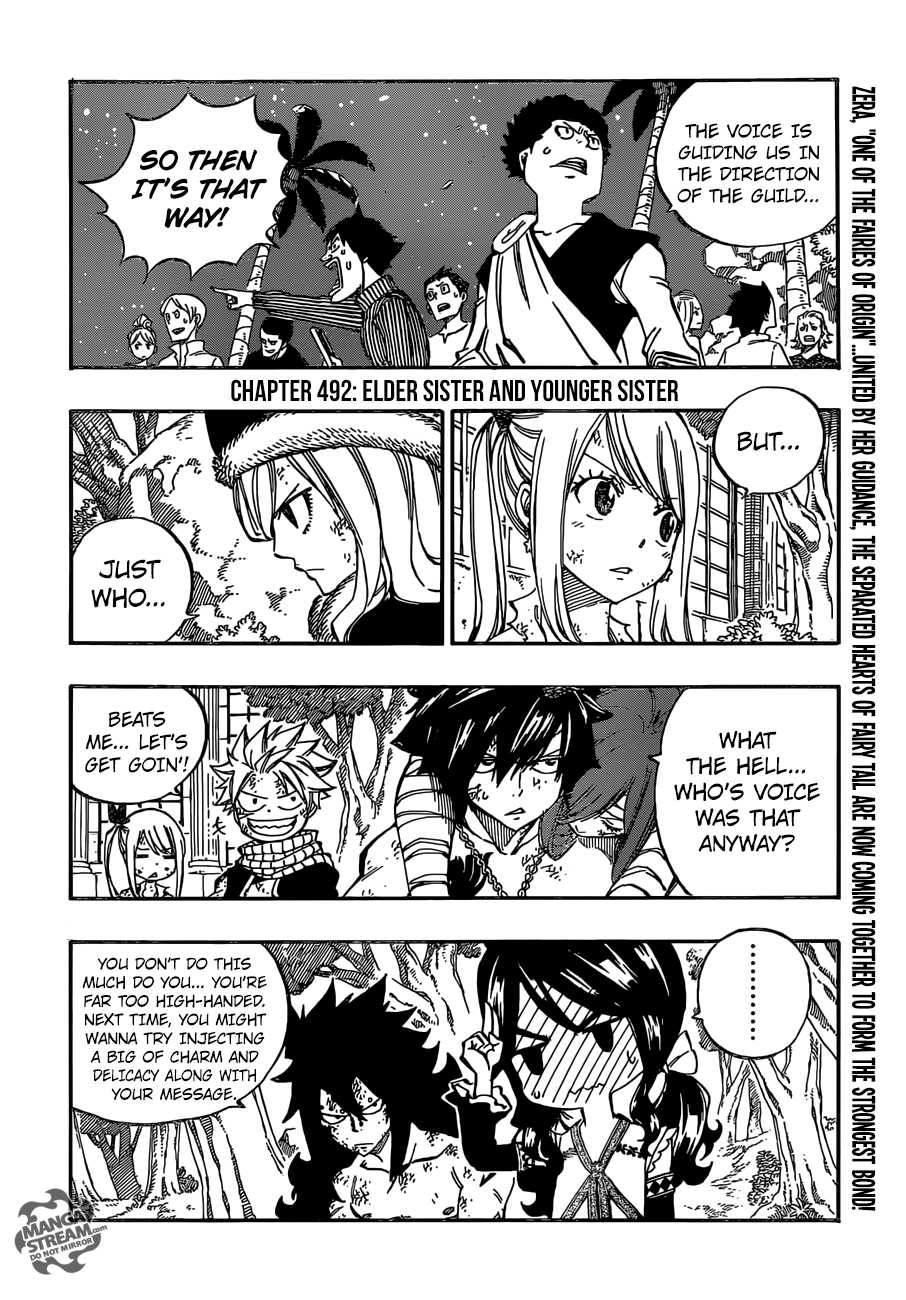 ZERA, "ONE OF THE FAIRIES OF ORIGIN"...UNITED BY HER GUIDANCE, THE SEPARATED HEARTS OF FAIRY TAIL ARE NOW COMING TOGETHER TO FORM THE STRONGEST BOND!
THE VOICE IS
GUIDING US IN
THE DIRECTION
OF THE GUILD...
SO THEN
IT'S THAT
WAY!
CHAPTER 492: ELDER SISTER AND YOUNGER SISTER
BUT...
JUST
WHO...
WHAT
THE HELL...
WHO'S VOICE
WAS THAT
ANYWAY?
BEATS
ME... LET'S
GET GOIN'!
.........
YOU DON'T DO THIS
MUCH DO YOU... YOU'RE
FAR TOO HIGH-HANDED.
NEXT TIME, YOU MIGHT
WANNA TRY INJECTING
A BIG OF CHARM AND
DELICACY ALONG WITH
YOUR MESSAGE.
MANGA
STREAM.com
DO NOT MIRROR